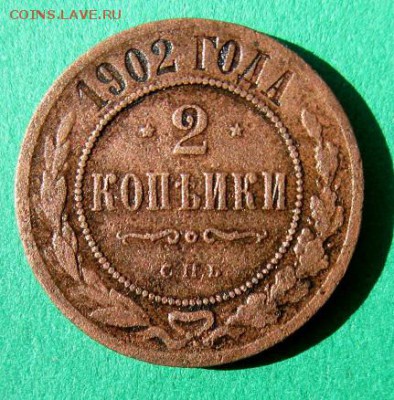 COINS.LAVE.RU
1902 ГОДА
* 2 *
КОПѢЙКИ
С.П.Б.